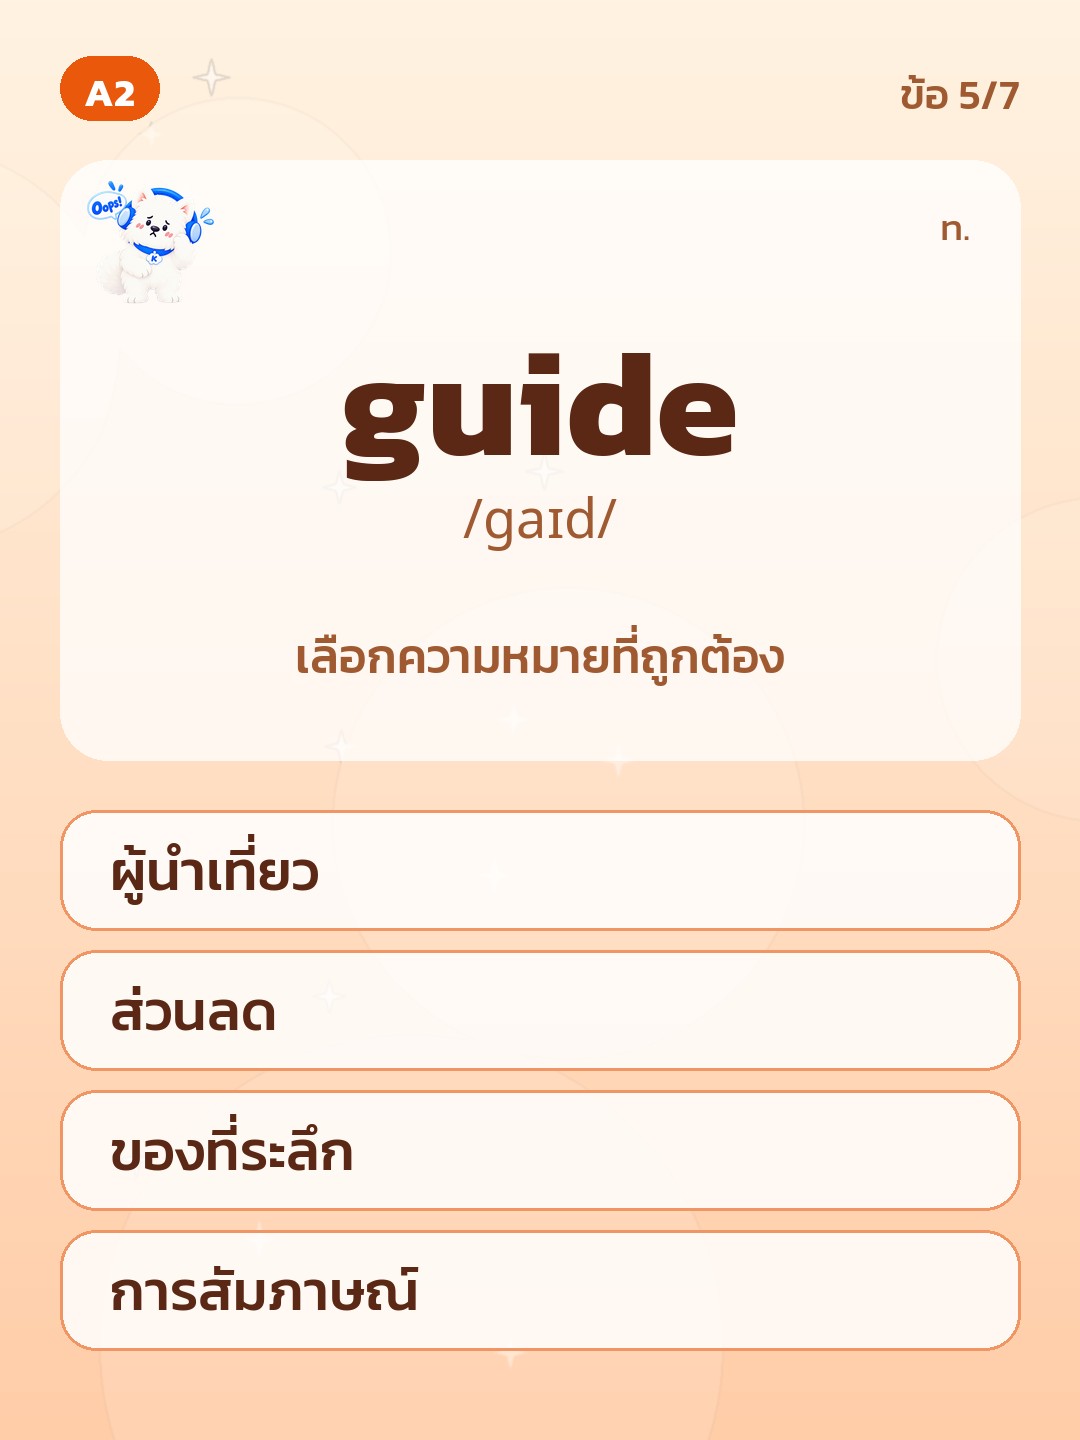 A2
ข้อ 5/7
Oops!
n.
K
guide
/ɡaɪd/
เลือกความหมายที่ถูกต้อง
ผู้นำเที่ยว
ส่วนลด
ของที่ระลึก
การสัมภาษณ์